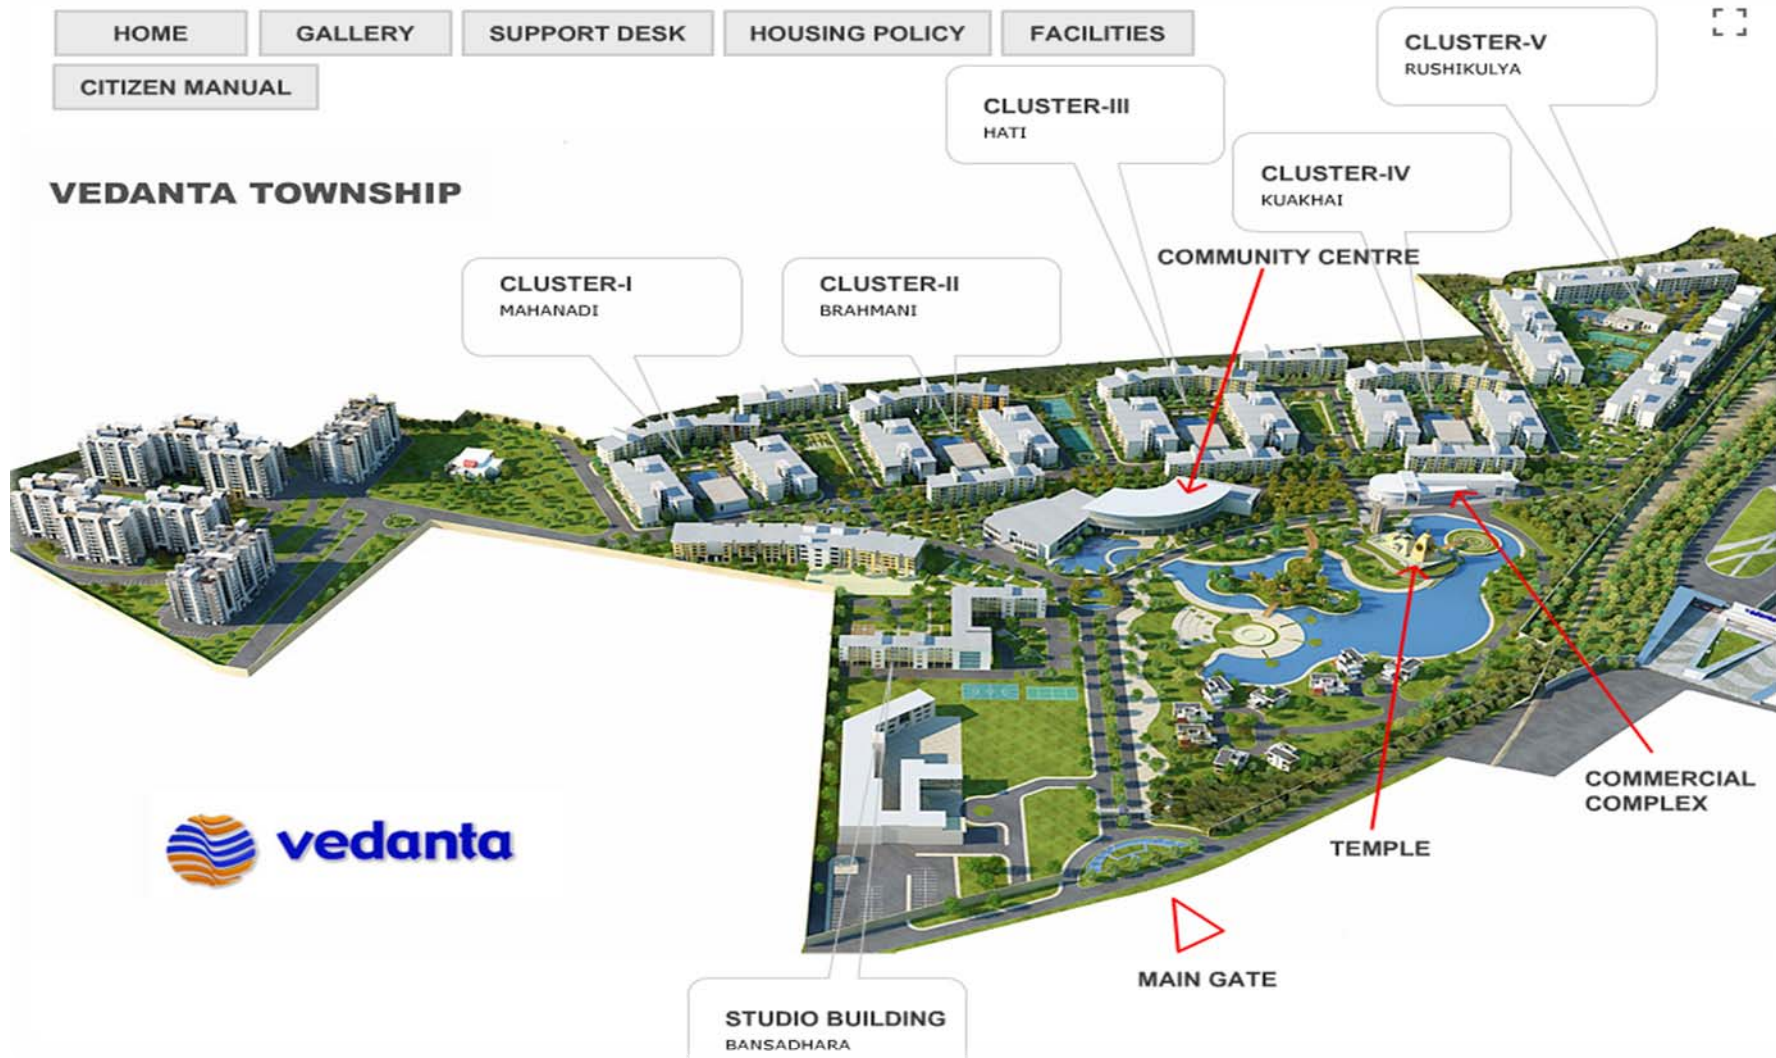 HOME
GALLERY
SUPPORT DESK
HOUSING POLICY
FACILITIES
CITIZEN MANUAL
CLUSTER-V
RUSHIKULYA
CLUSTER-III
HATI
CLUSTER-IV
KUAKHAI
VEDANTA TOWNSHIP
COMMUNITY CENTRE
CLUSTER-I
MAHANADI
CLUSTER-II
BRAHMANI
COMMERCIAL
COMPLEX
vedanta
TEMPLE
MAIN GATE
STUDIO BUILDING
BANSADHARA